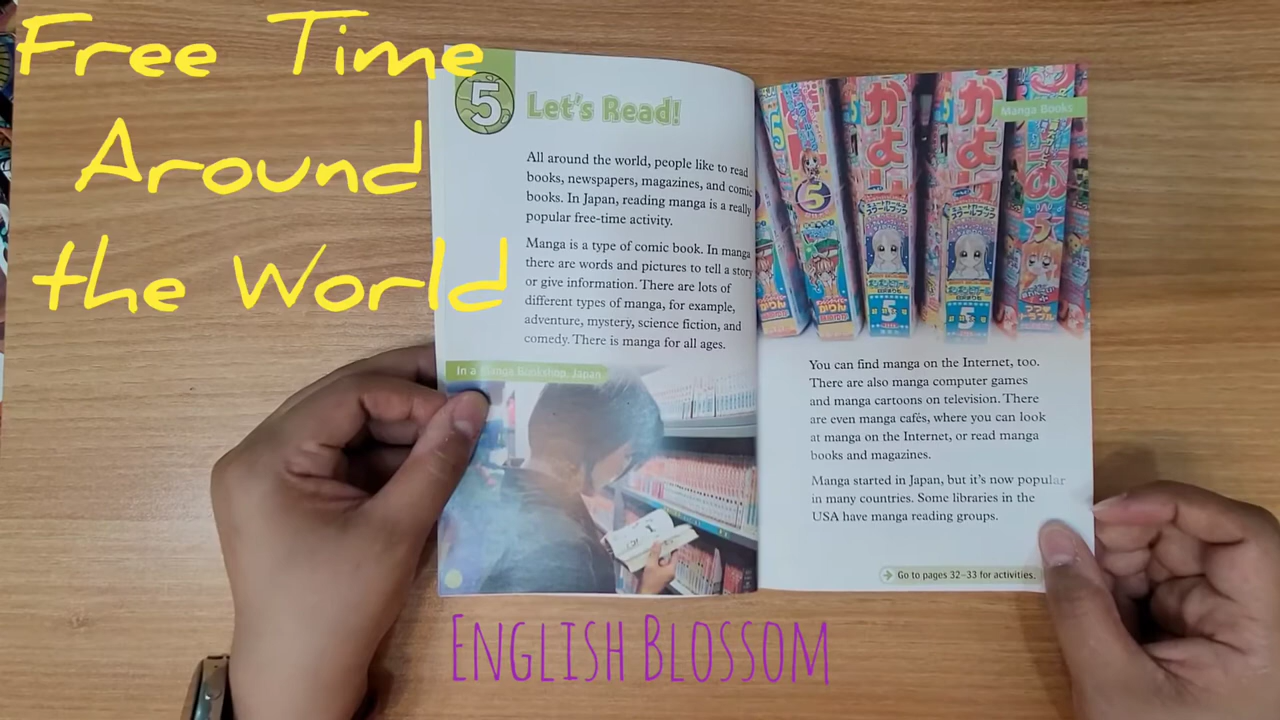 Free Time
Around
the World
5
Let's Read!
All around the world, people like to read
books, newspapers, magazines, and comic
books. In Japan, reading manga is a really
popular free-time activity.
Manga is a type of comic book. In manga
there are words and pictures to tell a story
or give information. There are lots of
different types of manga, for example,
adventure, mystery, science fiction, and
comedy. There is manga for all ages.
In a Manga Bookshop, Japan
Manga Books
You can find manga on the Internet, too.
There are also manga computer games
and manga cartoons on television. There
are even manga cafés, where you can look
at manga on the Internet, or read manga
books and magazines.
Manga started in Japan, but it's now popular
in many countries. Some libraries in the
USA have manga reading groups.
Go to pages 32–33 for activities.
English Blossom